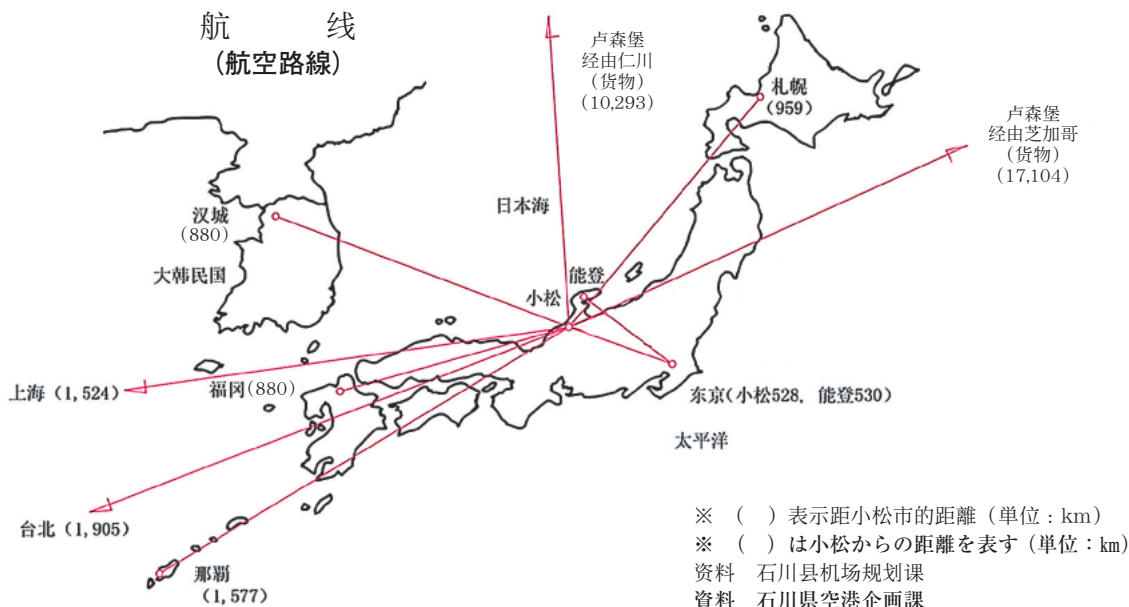 航 线
(航空路線)
卢森堡
经由仁川
(货物)
(10,293)
札幌
(959)
卢森堡
经由芝加哥
(货物)
(17,104)
日本海
汉城
(880)
大韩民国
能登
小松
上海 (1,524)
福冈(880)
东京(小松528, 能登530)
太平洋
台北 (1,905)
那覇
(1,577)
※ ( ) 表示距小松市的距離 (单位 : km)
※ ( ) は小松からの距離を表す (単位 : ㎞)
资料 石川县机场规划课
資料 石川県空港企画課